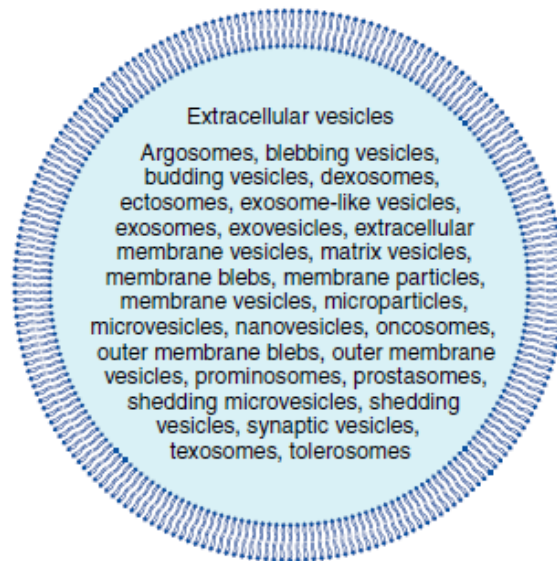 Extracellular vesicles
Argosomes, blebbing vesicles,
budding vesicles, dexosomes,
ectosomes, exosome-like vesicles,
exosomes, exovesicles, extracellular
membrane vesicles, matrix vesicles,
membrane blebs, membrane particles,
membrane vesicles, microparticles,
microvesicles, nanovesicles, oncosomes,
outer membrane blebs, outer membrane
vesicles, prominosomes, prostasomes,
shedding microvesicles, shedding
vesicles, synaptic vesicles,
texosomes, tolerosomes